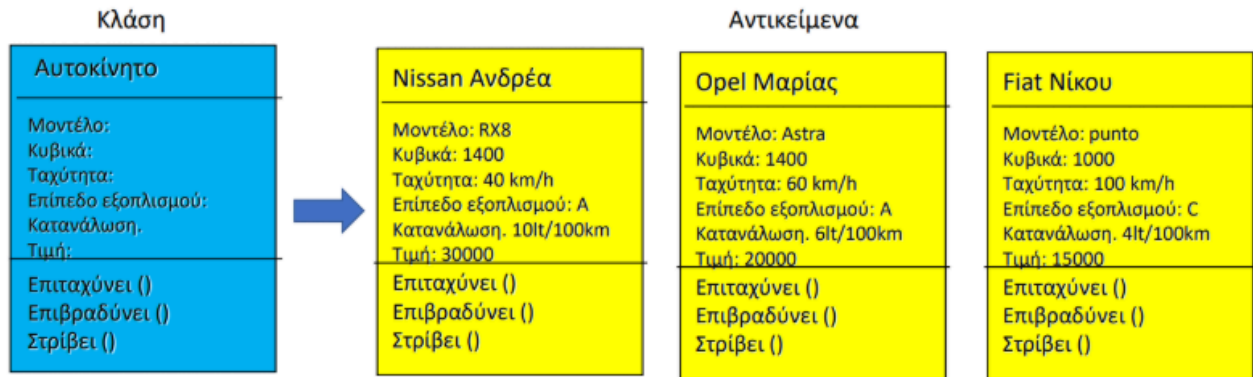 Κλάση
Αντικείμενα
Αυτοκίνητο
Μοντέλο:
Κυβικά:
Ταχύτητα:
Επίπεδο εξοπλισμού:
Κατανάλωση.
Τιμή:
Επιταχύνει ()
Επιβραδύνει ()
Στρίβει ()
Nissan Ανδρέα
Μοντέλο: RX8
Κυβικά: 1400
Ταχύτητα: 40 km/h
Επίπεδο εξοπλισμού: A
Κατανάλωση. 10lt/100km
Τιμή: 30000
Επιταχύνει ()
Επιβραδύνει ()
Στρίβει ()
Opel Μαρίας
Μοντέλο: Astra
Κυβικά: 1400
Ταχύτητα: 60 km/h
Επίπεδο εξοπλισμού: A
Κατανάλωση. 6lt/100km
Τιμή: 20000
Επιταχύνει ()
Επιβραδύνει ()
Στρίβει ()
Fiat Νίκου
Μοντέλο: punto
Κυβικά: 1000
Ταχύτητα: 100 km/h
Επίπεδο εξοπλισμού: C
Κατανάλωση. 4lt/100km
Τιμή: 15000
Επιταχύνει ()
Επιβραδύνει ()
Στρίβει ()